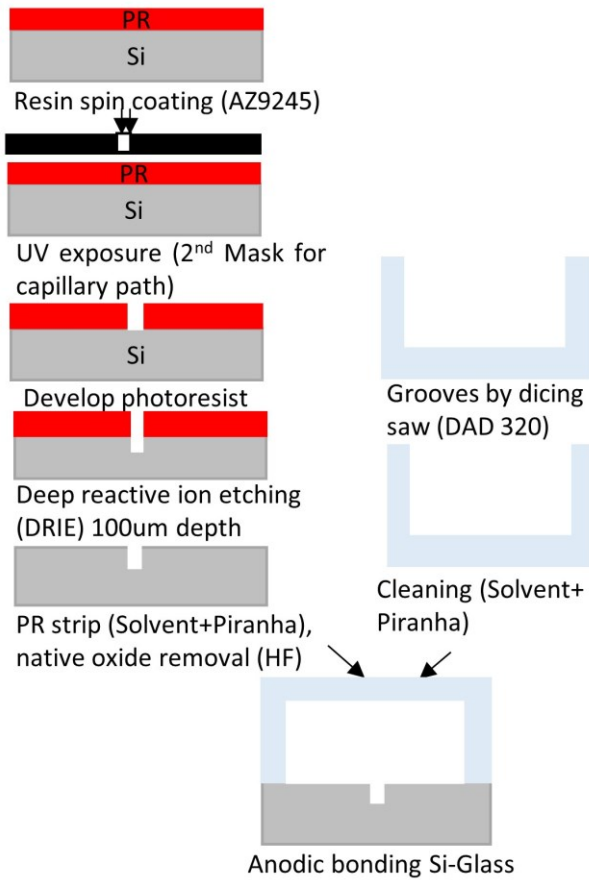 PR
Si
Resin spin coating (AZ9245)
PR
Si
UV exposure (2nd Mask for
capillary path)
Si
Develop photoresist
Deep reactive ion etching
(DRIE) 100um depth
PR strip (Solvent+Piranha),
native oxide removal (HF)
Grooves by dicing
saw (DAD 320)
Cleaning (Solvent+
Piranha)
Anodic bonding Si-Glass